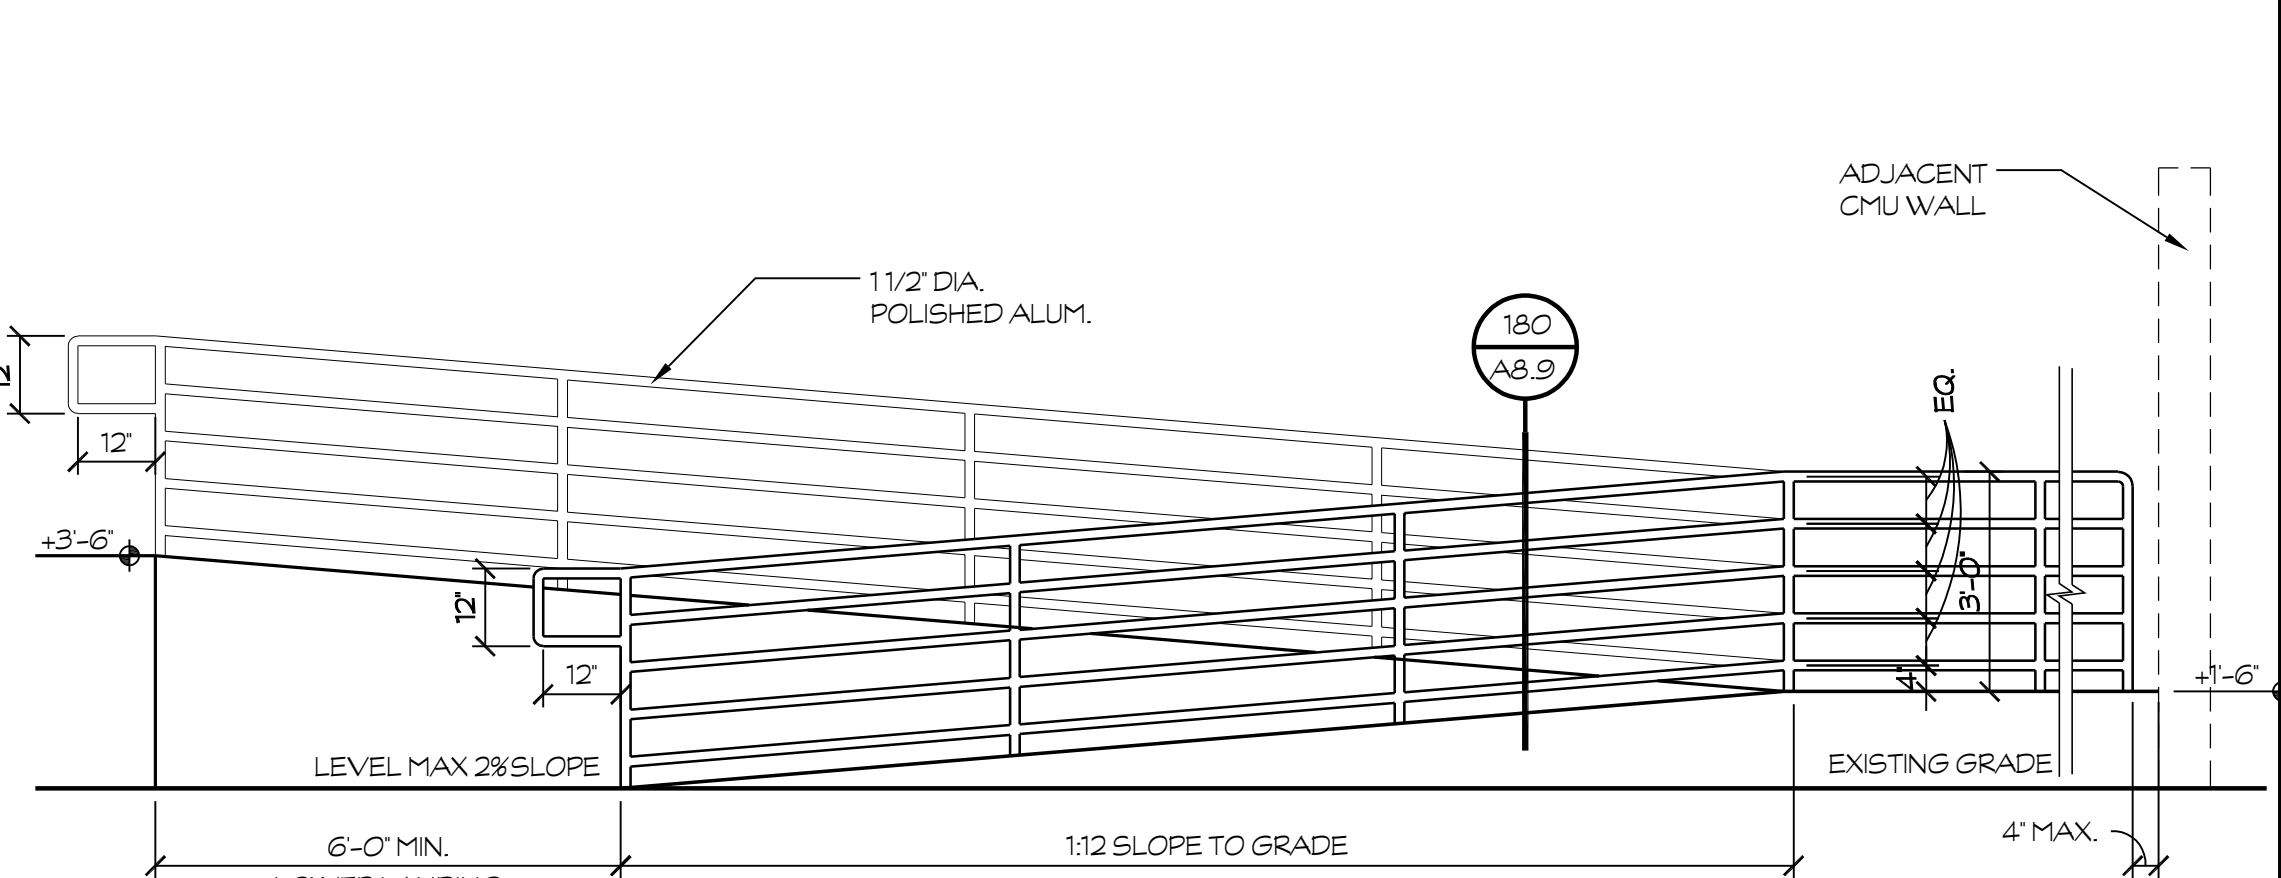 ADJACENT
CMU WALL
1 1/2" DIA.
POLISHED ALUM.
180
A8.9
EQ.
12"
+3'-6"
12"
12"
3'-0"
4"
+1'-6"
LEVEL MAX 2% SLOPE
EXISTING GRADE
6'-0" MIN.
1:12 SLOPE TO GRADE
4" MAX.